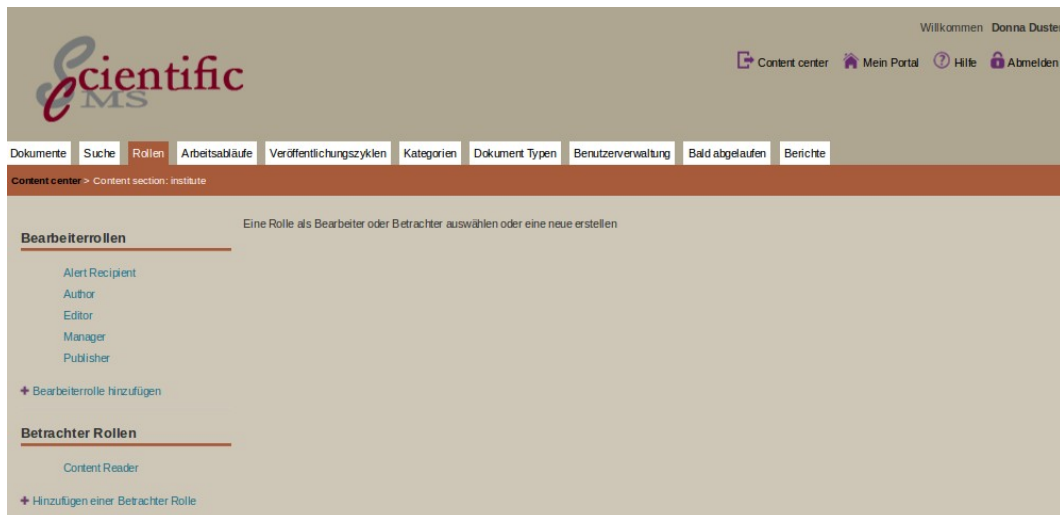 Willkommen Donna Duste
Scientific
CMS
Content center Mein Portal Hilfe Abmelden
Dokumente Suche Rollen Arbeitsabläufe Veröffentlichungszyklen Kategorien Dokument Typen Benutzerverwaltung Bald abgelaufen Berichte
Content center > Content section: institute
Eine Rolle als Bearbeiter oder Betrachter auswählen oder eine neue erstellen
Bearbeiterrollen
Alert Recipient
Author
Editor
Manager
Publisher
Bearbeiterrolle hinzufügen
Betrachter Rollen
Content Reader
Hinzufügen einer Betrachter Rolle